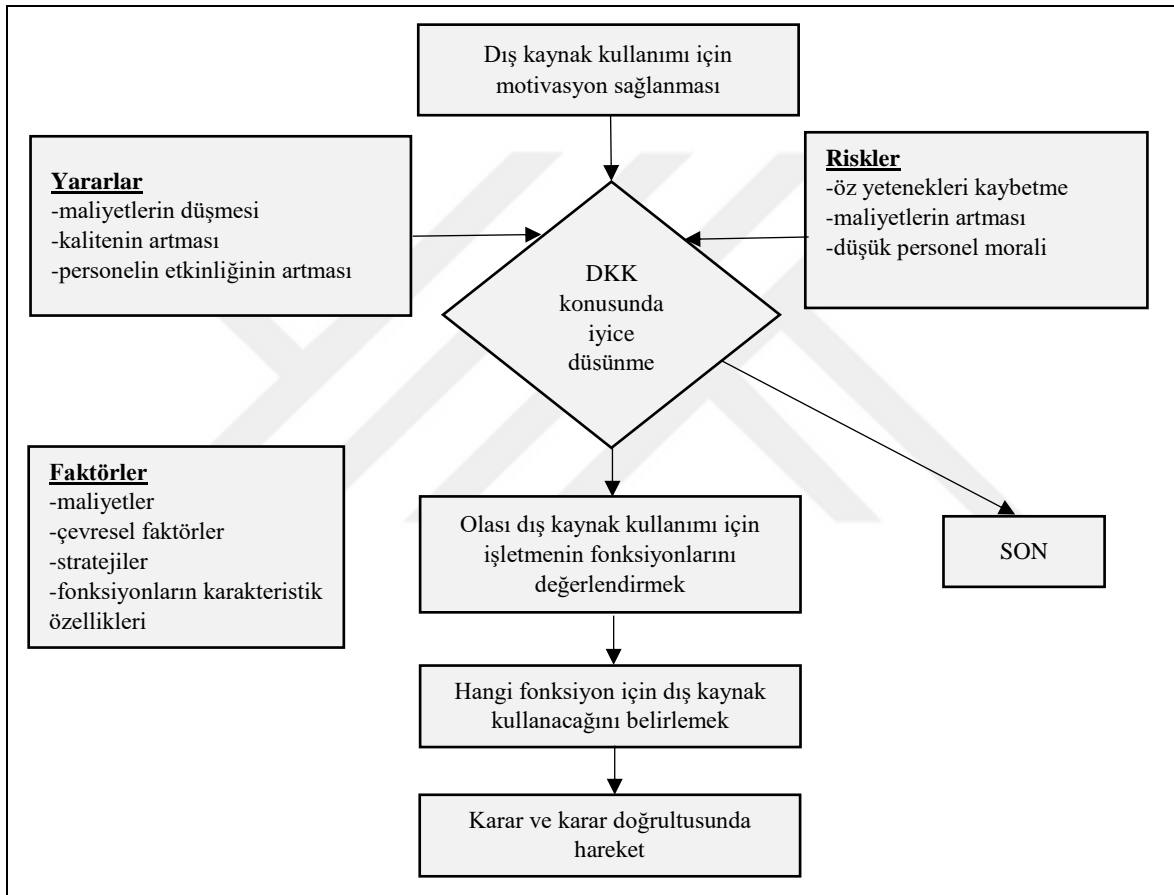 Dış kaynak kullanımı için
motivasyon sağlanması
Yararlar
-maliyetlerin düşmesi
-kalitenin artması
-personelin etkinliğinin artması
Riskler
-öz yetenekleri kaybetme
-maliyetlerin artması
-düşük personel morali
DKK
konusunda
iyice
düsünme
Faktörler
-maliyetler
-çevresel faktörler
-stratejiler
-fonksiyonların karakteristik
özellikleri
Olası dış kaynak kullanımı için
işletmenin fonksiyonlarını
değerlendirmek
SON
Hangi fonksiyon için dış kaynak
kullanacağını belirlemek
Karar ve karar doğrultusunda
hareket